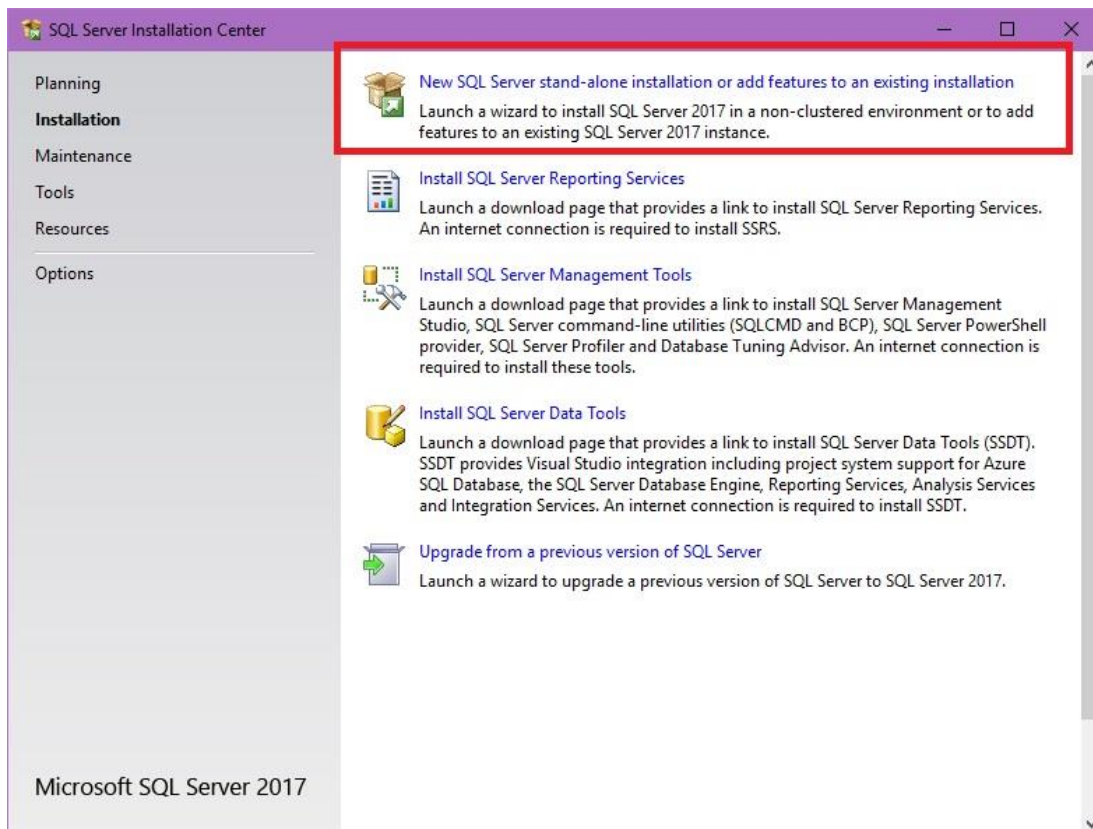 SQL Server Installation Center
Planning
Installation
Maintenance
Tools
Resources
Options
Microsoft SQL Server 2017
New SQL Server stand-alone installation or add features to an existing installation
Launch a wizard to install SQL Server 2017 in a non-clustered environment or to add
features to an existing SQL Server 2017 instance.
Install SQL Server Reporting Services
Launch a download page that provides a link to install SQL Server Reporting Services.
An internet connection is required to install SSRS.
Install SQL Server Management Tools
Launch a download page that provides a link to install SQL Server Management
Studio, SQL Server command-line utilities (SQLCMD and BCP), SQL Server PowerShell
provider, SQL Server Profiler and Database Tuning Advisor. An internet connection is
required to install these tools.
Install SQL Server Data Tools
Launch a download page that provides a link to install SQL Server Data Tools (SSDT).
SSDT provides Visual Studio integration including project system support for Azure
SQL Database, the SQL Server Database Engine, Reporting Services, Analysis Services
and Integration Services. An internet connection is required to install SSDT.
Upgrade from a previous version of SQL Server
Launch a wizard to upgrade a previous version of SQL Server to SQL Server 2017.